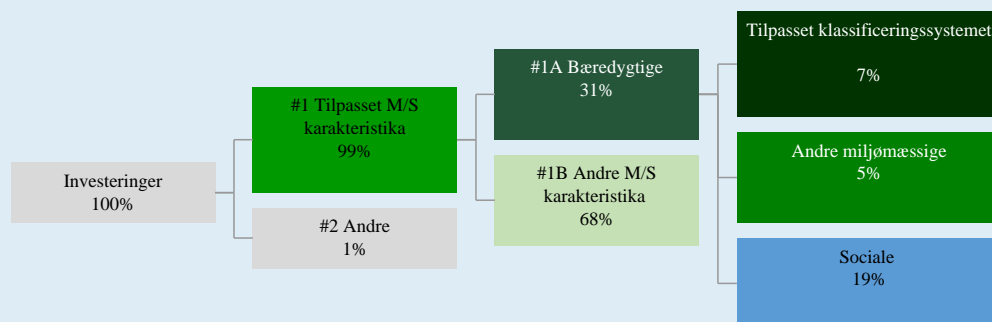 Investeringer
100%
#1 Tilpasset M/S
karakteristika
99%
#2 Andre
1%
#1A Bæredygtige
31%
#1B Andre M/S
karakteristika
68%
Tilpasset klassificeringssystemet
7%
Andre miljømæssige
5%
Sociale
19%